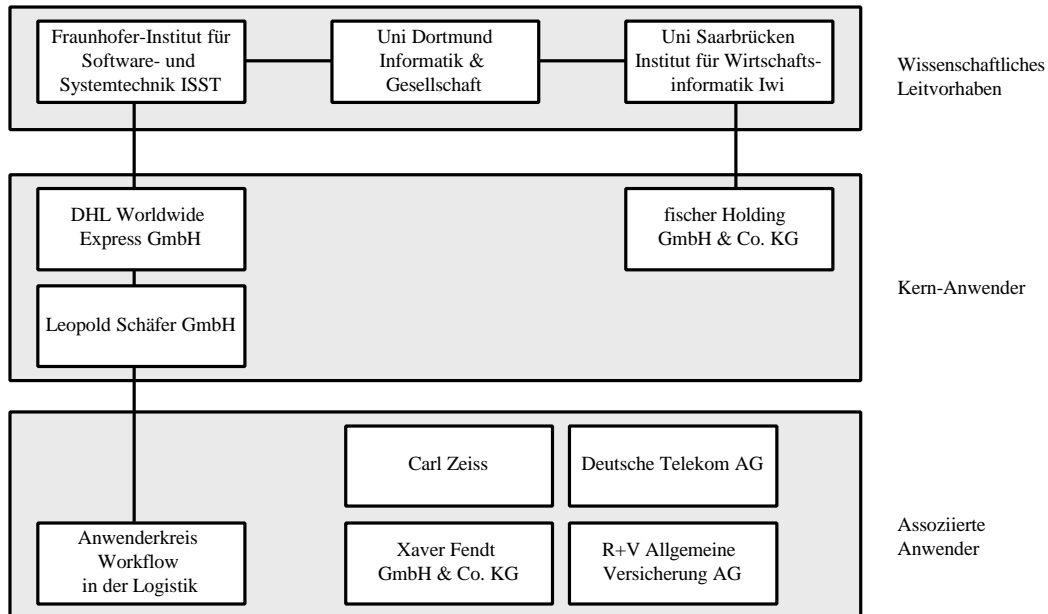 Fraunhofer-Institut für
Software- und
Systemtechnik ISST
Uni Dortmund
Informatik &
Gesellschaft
Uni Saarbrücken
Institut für Wirtschafts-
informatik Iwi
Wissenschaftliches
Leitvorhaben
DHL Worldwide
Express GmbH
fischer Holding
GmbH & Co. KG
Leopold Schäfer GmbH
Kern-Anwender
Carl Zeiss
Deutsche Telekom AG
Anwenderkreis
Workflow
in der Logistik
Xaver Fendt
GmbH & Co. KG
R+V Allgemeine
Versicherung AG
Assoziierte
Anwender